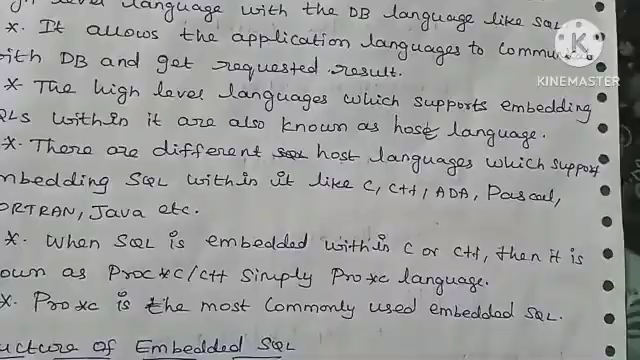 level language with the DB language like SQL
*. It allows the application languages to commun
with DB and get requested result.
*. The high level languages which supports embedding
QLs within it are also known as host language.
*. There are different host languages which support
mbedding SQL within it like C, C++, ADA, Pascal,
ORTRAN, Java etc.
*. When SQL is embedded within C or C++, then it is
own as Proc*C/C++ simply Pro*c language.
*. Pro*c is the most commonly used embedded SQL.
ucture of Embedded SQL
K
KINEMASTER